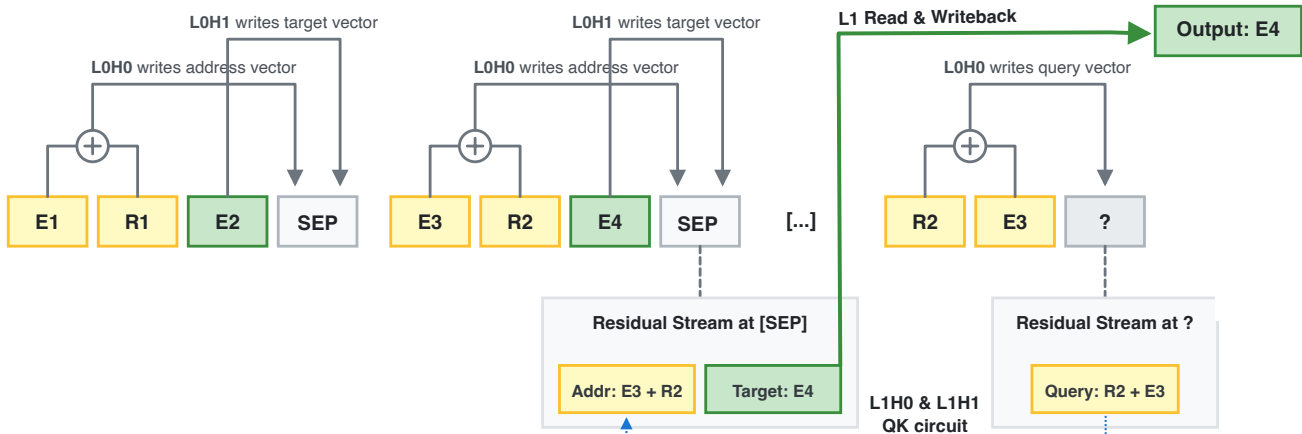 L0H1 writes target vector
L0H1 writes target vector
L1 Read & Writeback
Output: E4
L0H0 writes address vector
L0H0 writes address vector
L0H0 writes query vector
E1 R1 E2 SEP E3 R2 E4 SEP [...] R2 E3 ?
Residual Stream at [SEP]
Residual Stream at ?
Addr: E3 + R2
Target: E4
Query: R2 + E3
L1H0 & L1H1
QK circuit